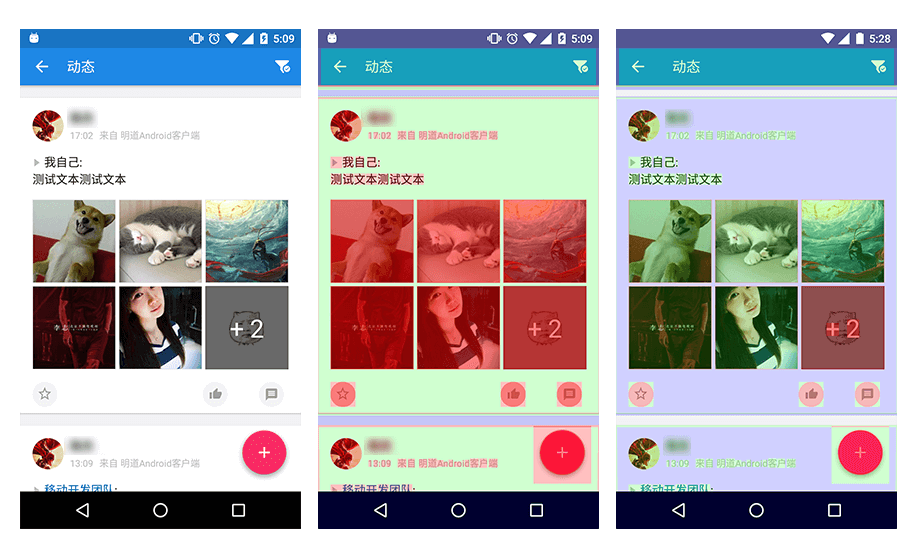 5:09
动态
17:02 来自 明道Android客户端
我自己:
测试文本测试文本
+ 2
13:09 来自 明道Android客户端
移动开发团队:
5:09
动态
17:02 来自 明道Android客户端
我自己:
测试文本测试文本
+ 2
13:09 来自 明道Android客户端
移动开发团队:
5:28
动态
17:02 来自 明道Android客户端
我自己:
测试文本测试文本
+ 2
13:09 来自 明道Android客户端
移动开发团队: